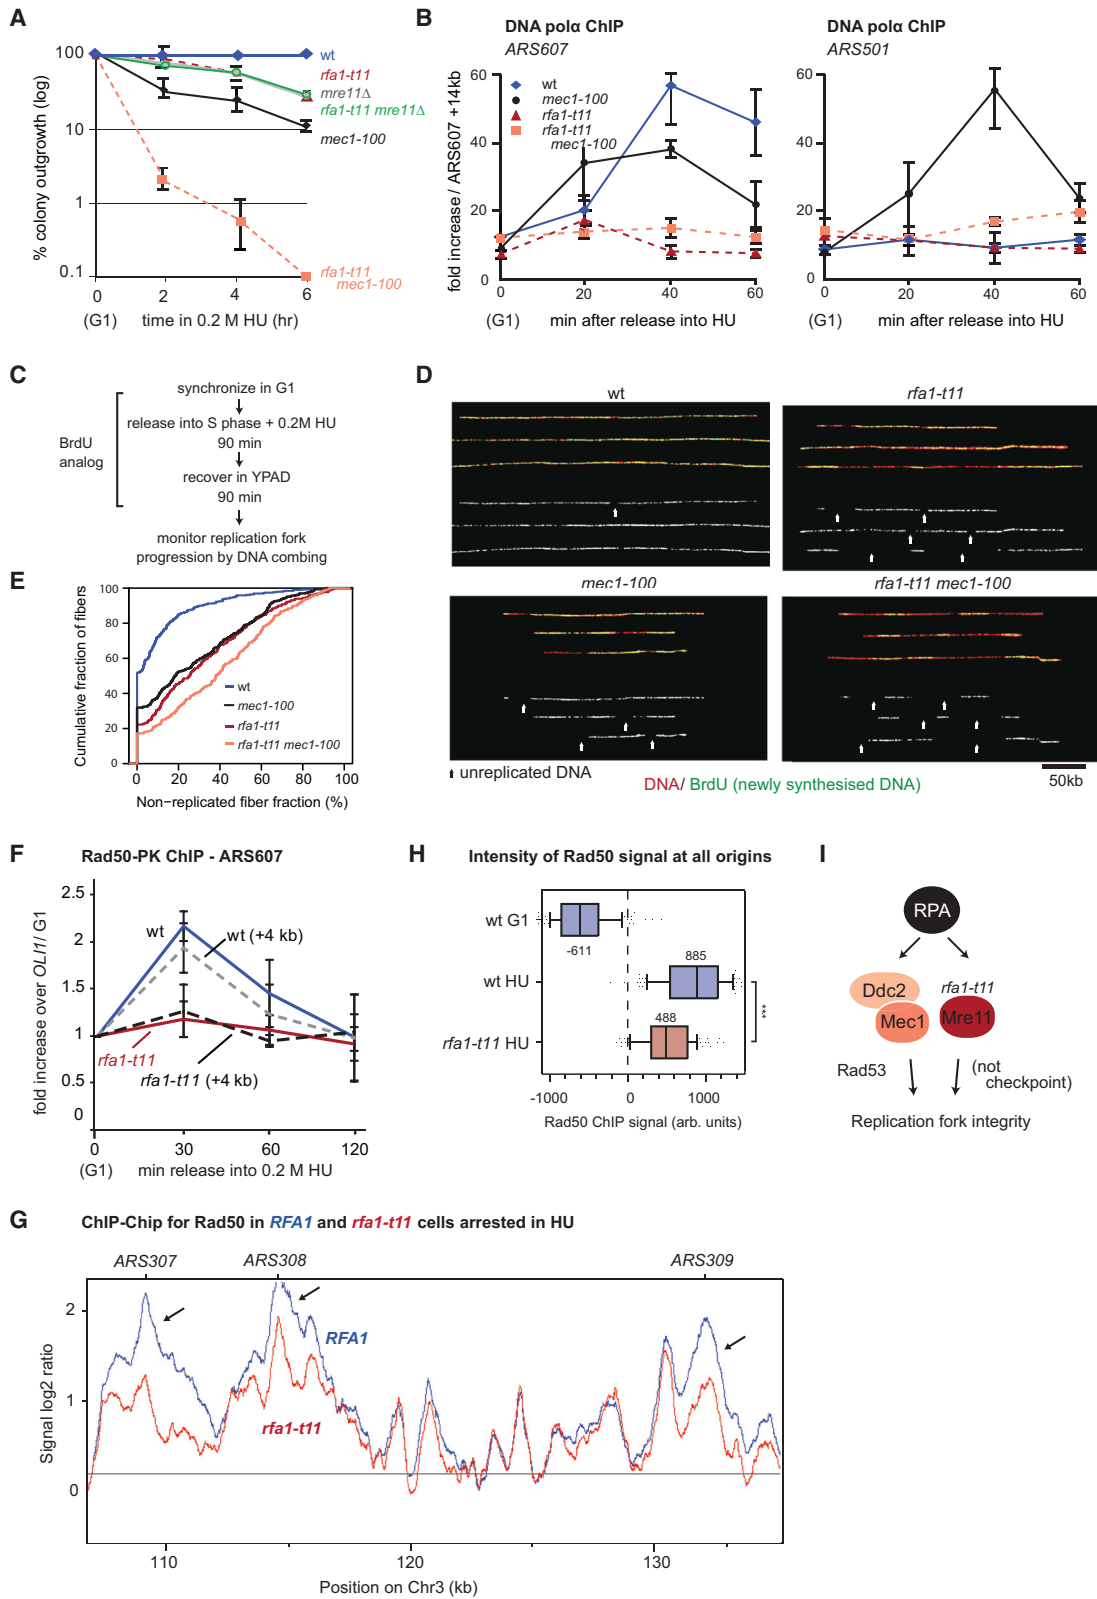 A
100
10
1
0.1
% colony outgrowth (log)
wt
rfa1-t11
mre11Δ
rfa1-t11 mre11Δ
mec1-100
rfa1-t11
mec1-100
0 2 4 6
(G1) time in 0.2 M HU (hr)
B
DNA polα ChIP
ARS607
60
40
20
0
fold increase / ARS607 +14kb
wt
mec1-100
rfa1-t11
rfa1-t11
mec1-100
0 20 40 60
(G1) min after release into HU
DNA polα ChIP
ARS501
60
40
20
0
0 20 40 60
(G1) min after release into HU
C
synchronize in G1
release into S phase + 0.2M HU
90 min
recover in YPAD
90 min
monitor replication fork
progression by DNA combing
BrdU
analog
D
wt
rfa1-t11
mec1-100
rfa1-t11 mec1-100
unreplicated DNA
DNA/ BrdU (newly synthesised DNA)
50kb
E
100
80
60
40
20
0
Cumulative fraction of fibers
wt
mec1-100
rfa1-t11
rfa1-t11 mec1-100
0 20 40 60 80 100
Non−replicated fiber fraction (%)
F
Rad50-PK ChIP - ARS607
2.5
2
1.5
1
0.5
0
fold increase over OLI1/ G1
wt
wt (+4 kb)
rfa1-t11
rfa1-t11 (+4 kb)
0 30 60 120
(G1) min release into 0.2 M HU
H
Intensity of Rad50 signal at all origins
wt G1
-611
wt HU
885
rfa1-t11 HU
488
***
-1000 0 1000
Rad50 ChIP signal (arb. units)
I
RPA
Ddc2
Mec1
rfa1-t11
Mre11
Rad53
(not
checkpoint)
Replication fork integrity
G
ChIP-Chip for Rad50 in RFA1 and rfa1-t11 cells arrested in HU
ARS307 ARS308 ARS309
2
1
0
Signal log2 ratio
RFA1
rfa1-t11
110 120 130
Position on Chr3 (kb)